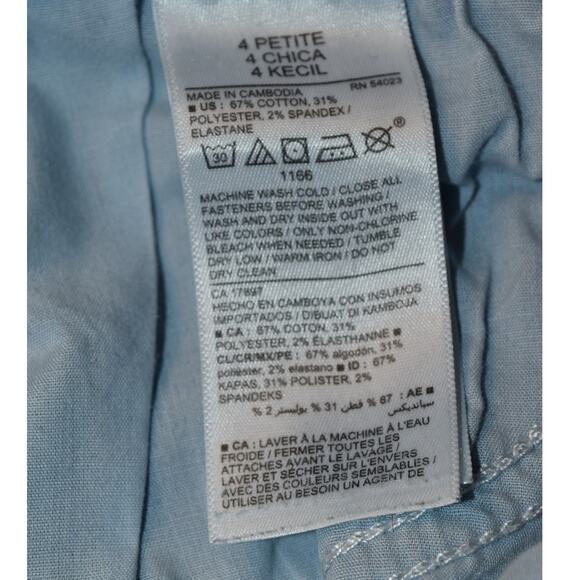 4 PETITE
4 CHICA
4 KECIL
MADE IN CAMBODIA RN 54023
■ US : 67% COTTON, 31%
POLYESTER, 2% SPANDEX /
ELASTANE
30 ®
1166
MACHINE WASH COLD / CLOSE ALL
FASTENERS BEFORE WASHING /
WASH AND DRY INSIDE OUT WITH
LIKE COLORS / ONLY NON-CHLORINE
BLEACH WHEN NEEDED / TUMBLE
DRY LOW / WARM IRON / DO NOT
DRY CLEAN
CA 17897
HECHO EN CAMBOYA CON INSUMOS
IMPORTADOS / DIBUAT DI KAMBOJA
■ CA : 67% COTON, 31%
POLYESTER, 2% ÉLASTHANNE ■
CL/CR/MX/PE : 67% algodón, 31%
poliéster, 2% elastano ■ ID : 67%
KAPAS, 31% POLISTER, 2%
SPANDEKS
■ AE : 67 % قطن 31 % بوليستر 2 %
سباندیکس
■ CA : LAVER À LA MACHINE À L'EAU
FROIDE / FERMER TOUTES LES
ATTACHES AVANT LE LAVAGE /
LAVER ET SÉCHER SUR L'ENVERS
AVEC DES COULEURS SEMBLABLES /
UTILISER AU BESOIN UN AGENT DE